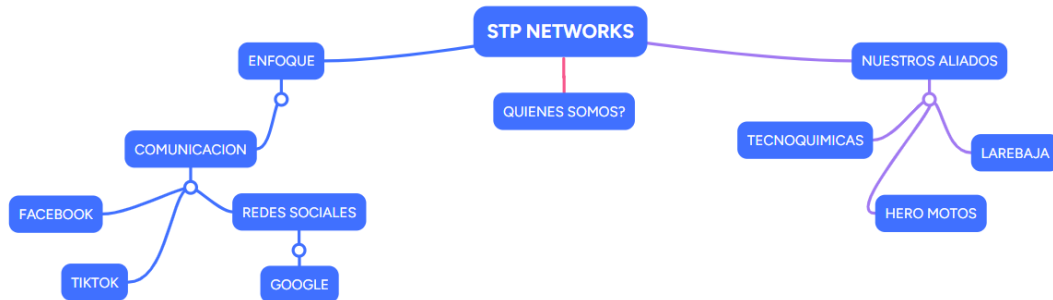 STP NETWORKS
ENFOQUE
NUESTROS ALIADOS
QUIENES SOMOS?
TECNOQUIMICAS
COMUNICACION
LAREBAJA
FACEBOOK
REDES SOCIALES
HERO MOTOS
TIKTOK
GOOGLE